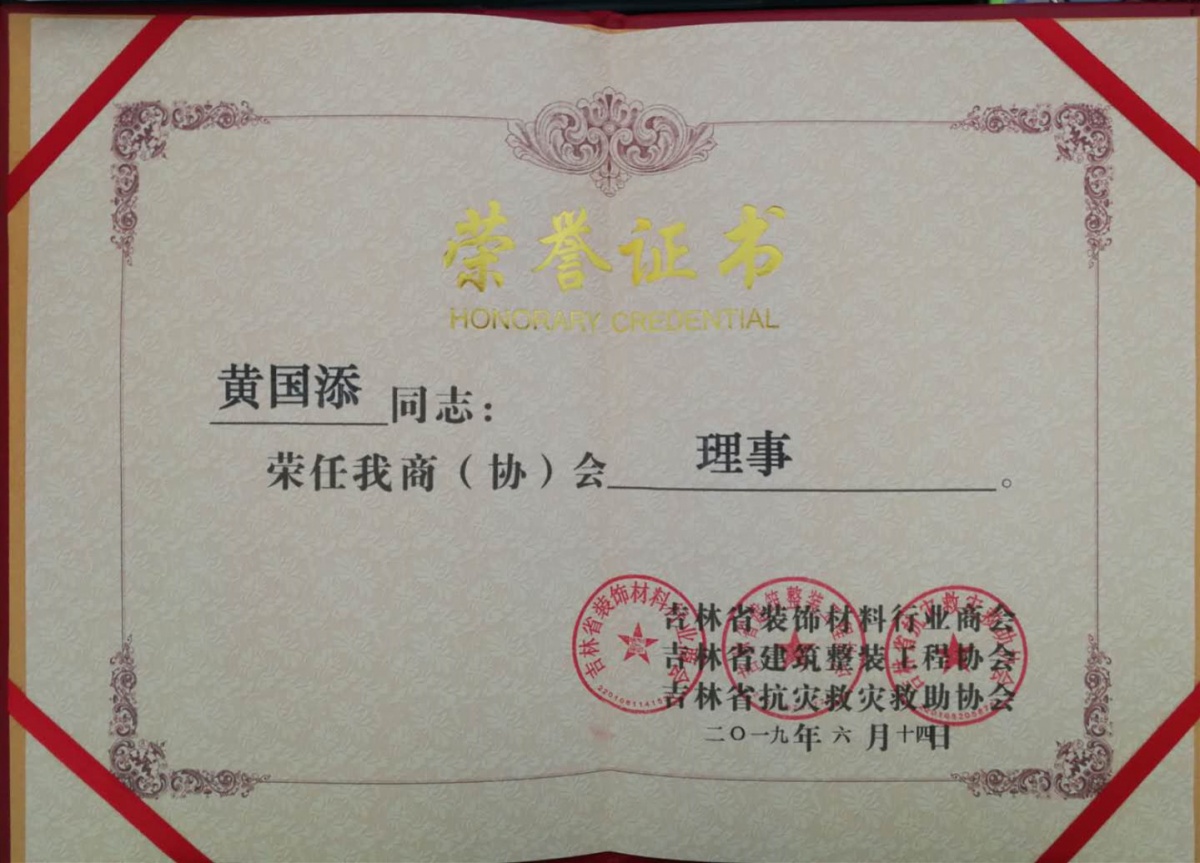 荣誉证书
HONORARY CREDENTIAL
黄国添同志：
荣任我商（协）会理事。
吉林省装饰材料行业商会
吉林省建筑整装工程协会
吉林省抗灾救灾救助协会
二〇一九年六月十四日